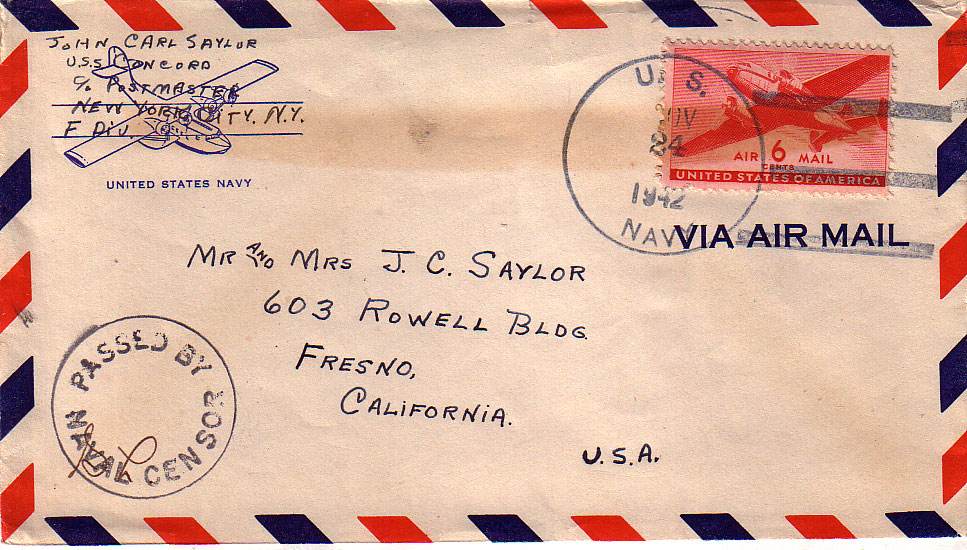 JOHN CARL SAYLOR
U.S.S CONCORD
c/o POSTMASTER
NEW YORK CITY, N.Y.
F DIV
UNITED STATES NAVY
U. S.
NOV
24
1942
NAVY
AIR 6 MAIL
CENTS
UNITED STATES OF AMERICA
VIA AIR MAIL
MR AND MRS J. C. SAYLOR
603 ROWELL BLDG.
FRESNO,
CALIFORNIA.
U.S.A.
PASSED BY
NAVAL CENSOR